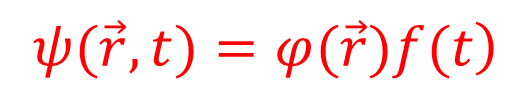 ψ(r⃗, t) = φ(r⃗)f(t)